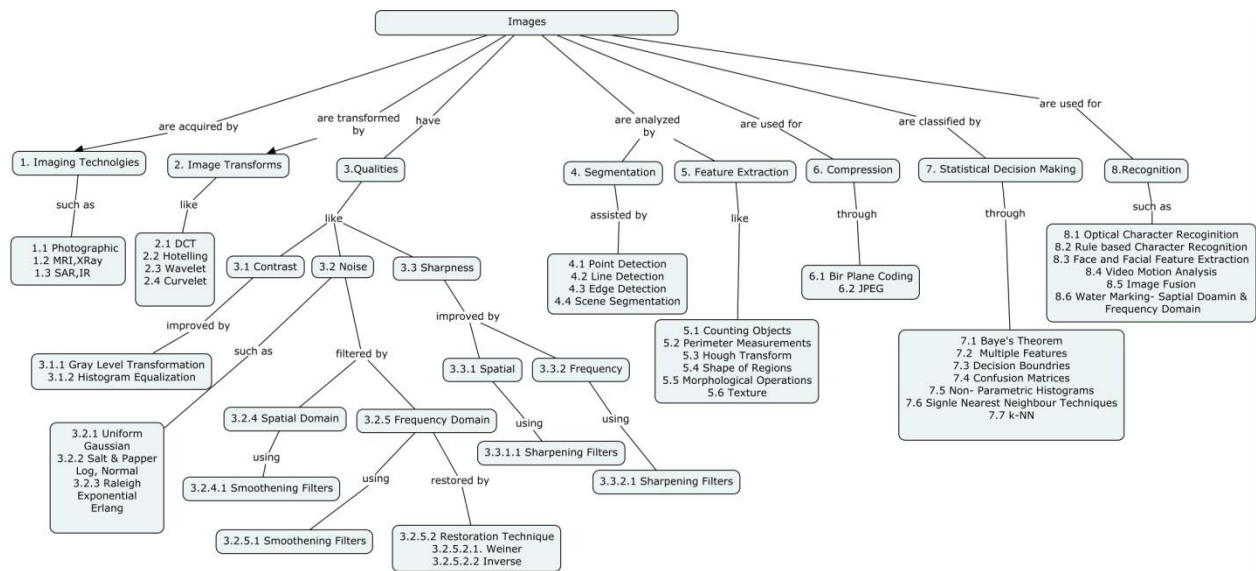 Images
are acquired by
are transformed
by
have
are analyzed
by
are used for
are classified by
are used for
1. Imaging Technolgies
2. Image Transforms
3.Qualities
4. Segmentation
5. Feature Extraction
6. Compression
7. Statistical Decision Making
8.Recognition
such as
like
like
assisted by
like
through
through
such as
1.1 Photographic
1.2 MRI,XRay
1.3 SAR,IR
2.1 DCT
2.2 Hotelling
2.3 Wavelet
2.4 Curvelet
3.1 Contrast
3.2 Noise
3.3 Sharpness
4.1 Point Detection
4.2 Line Detection
4.3 Edge Detection
4.4 Scene Segmentation
6.1 Bir Plane Coding
6.2 JPEG
8.1 Optical Character Recoginition
8.2 Rule based Character Recognition
8.3 Face and Facial Feature Extraction
8.4 Video Motion Analysis
8.5 Image Fusion
8.6 Water Marking- Saptial Doamin &
Frequency Domain
improved by
such as
filtered by
improved by
3.1.1 Gray Level Transformation
3.1.2 Histogram Equalization
3.3.1 Spatial
3.3.2 Frequency
5.1 Counting Objects
5.2 Perimeter Measurements
5.3 Hough Transform
5.4 Shape of Regions
5.5 Morphological Operations
5.6 Texture
7.1 Baye's Theorem
7.2 Multiple Features
7.3 Decision Boundries
7.4 Confusion Matrices
7.5 Non- Parametric Histograms
7.6 Signle Nearest Neighbour Techniques
7.7 k-NN
3.2.4 Spatial Domain
3.2.5 Frequency Domain
using
using
3.2.1 Uniform
Gaussian
3.2.2 Salt & Papper
Log, Normal
3.2.3 Raleigh
Exponential
Erlang
using
using
restored by
3.3.1.1 Sharpening Filters
3.3.2.1 Sharpening Filters
3.2.4.1 Smoothening Filters
3.2.5.1 Smoothening Filters
3.2.5.2 Restoration Technique
3.2.5.2.1. Weiner
3.2.5.2.2 Inverse